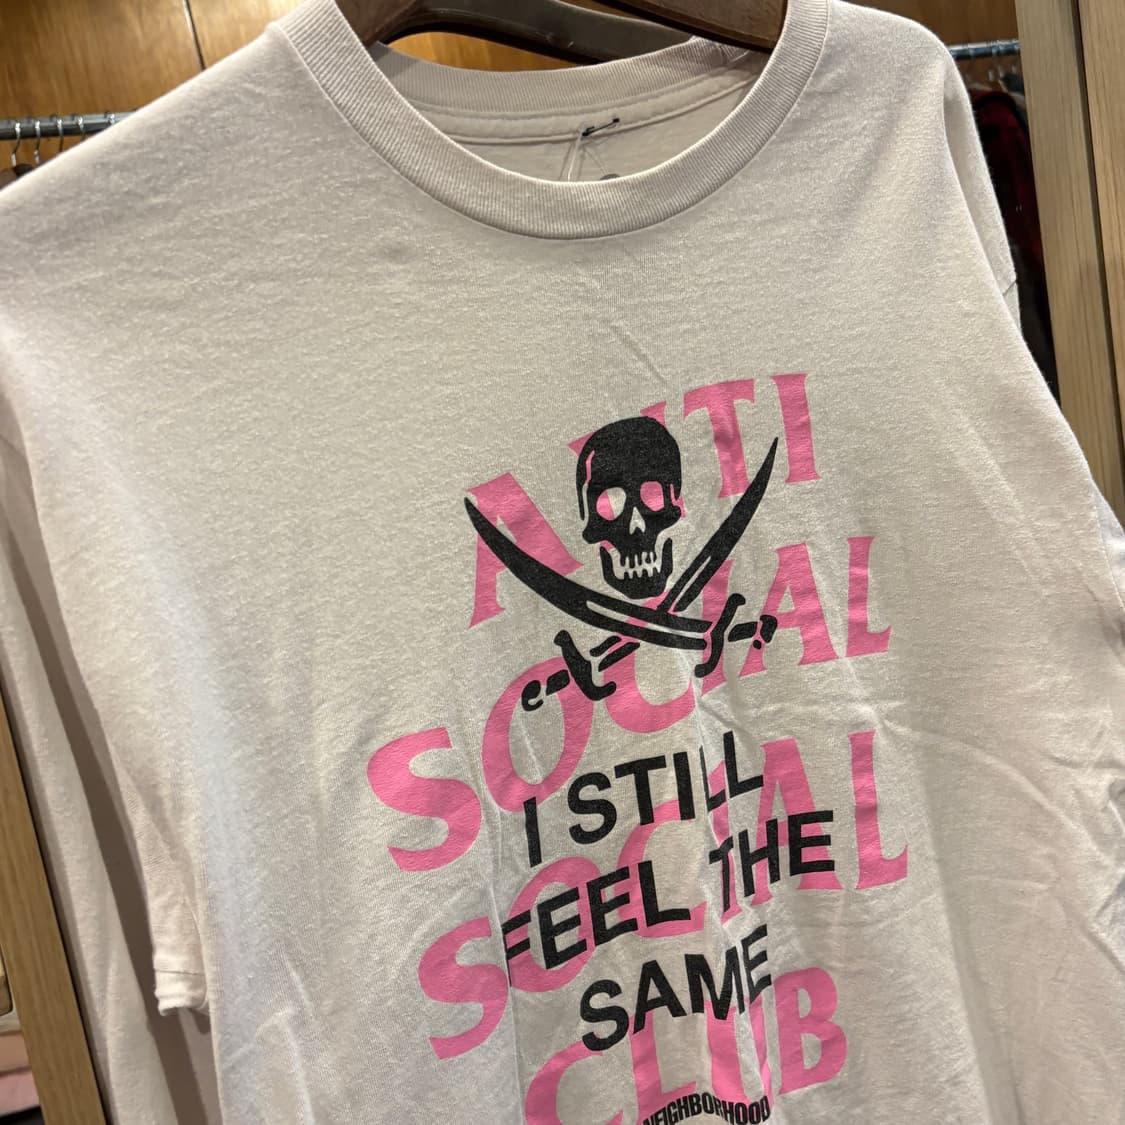 ANTI
SOCIAL
SOCIAL
CLUB
I STILL
FEEL THE
SAME
NEIGHBORHOOD